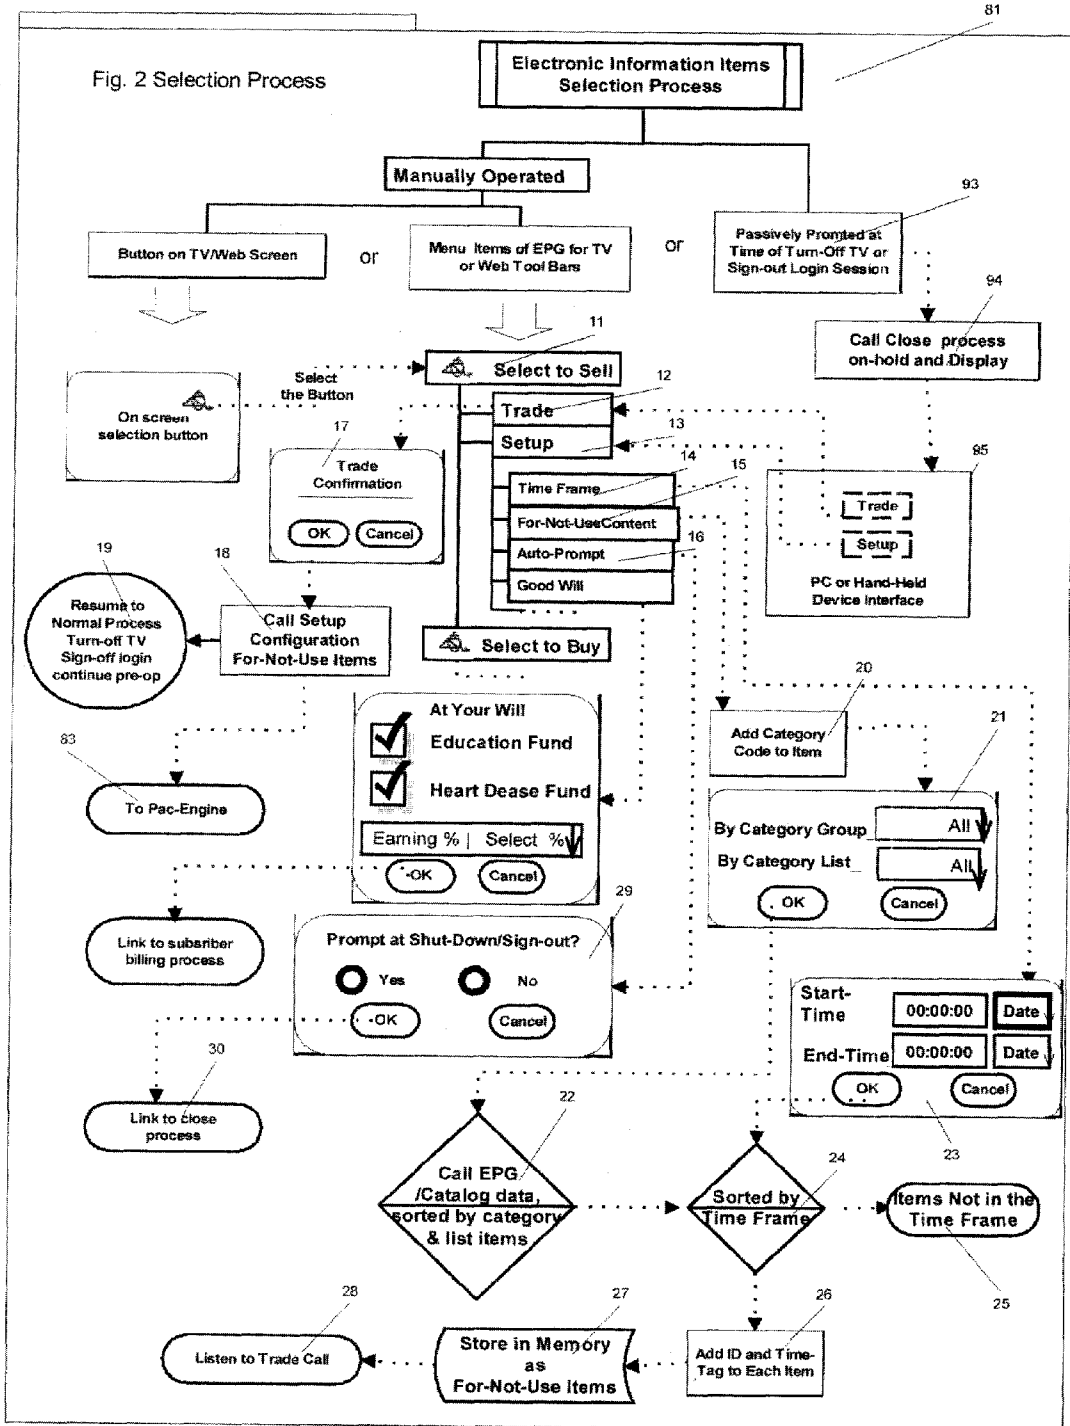 81
Fig. 2 Selection Process
Electronic Information Items
Selection Process
Manually Operated
93
Button on TV/Web Screen
or
Menu Items of EPG for TV
or Web Tool Bars
or
Passively Promted at
Time of Turn-Off TV or
Sign-out Login Session
94
11
Call Close process
on-hold and Display
Select to Sell
12
Select
the Button
On screen
selection button
Trade
Setup
13
17
Trade
Confirmation
OK
Cancel
14
15
95
Time Frame
For-Not-UseContent
16
Auto-Prompt
Good Will
Trade
Setup
PC or Hand-Held
Device Interface
19
18
Resume to
Normal Process
Turn-off TV
Sign-off login
continue pre-op
Call Setup
Configuration
For-Not-Use Items
Select to Buy
20
21
83
At Your Will
Education Fund
Heart Dease Fund
Earning % | Select %
OK
Cancel
Add Category
Code to Item
To Pac-Engine
By Category Group
All
By Category List
All
OK
Cancel
29
Link to subsriber
billing process
Prompt at Shut-Down/Sign-out?
Yes
No
OK
Cancel
Start-
Time
00:00:00
Date
End-Time
00:00:00
Date
OK
Cancel
30
Link to close
process
22
23
Call EPG
/Catalog data,
sorted by category
& list items
24
Sorted by
Time Frame
Items Not in the
Time Frame
25
28
27
26
Listen to Trade Call
Store in Memory
as
For-Not-Use Items
Add ID and Time-
Tag to Each Item